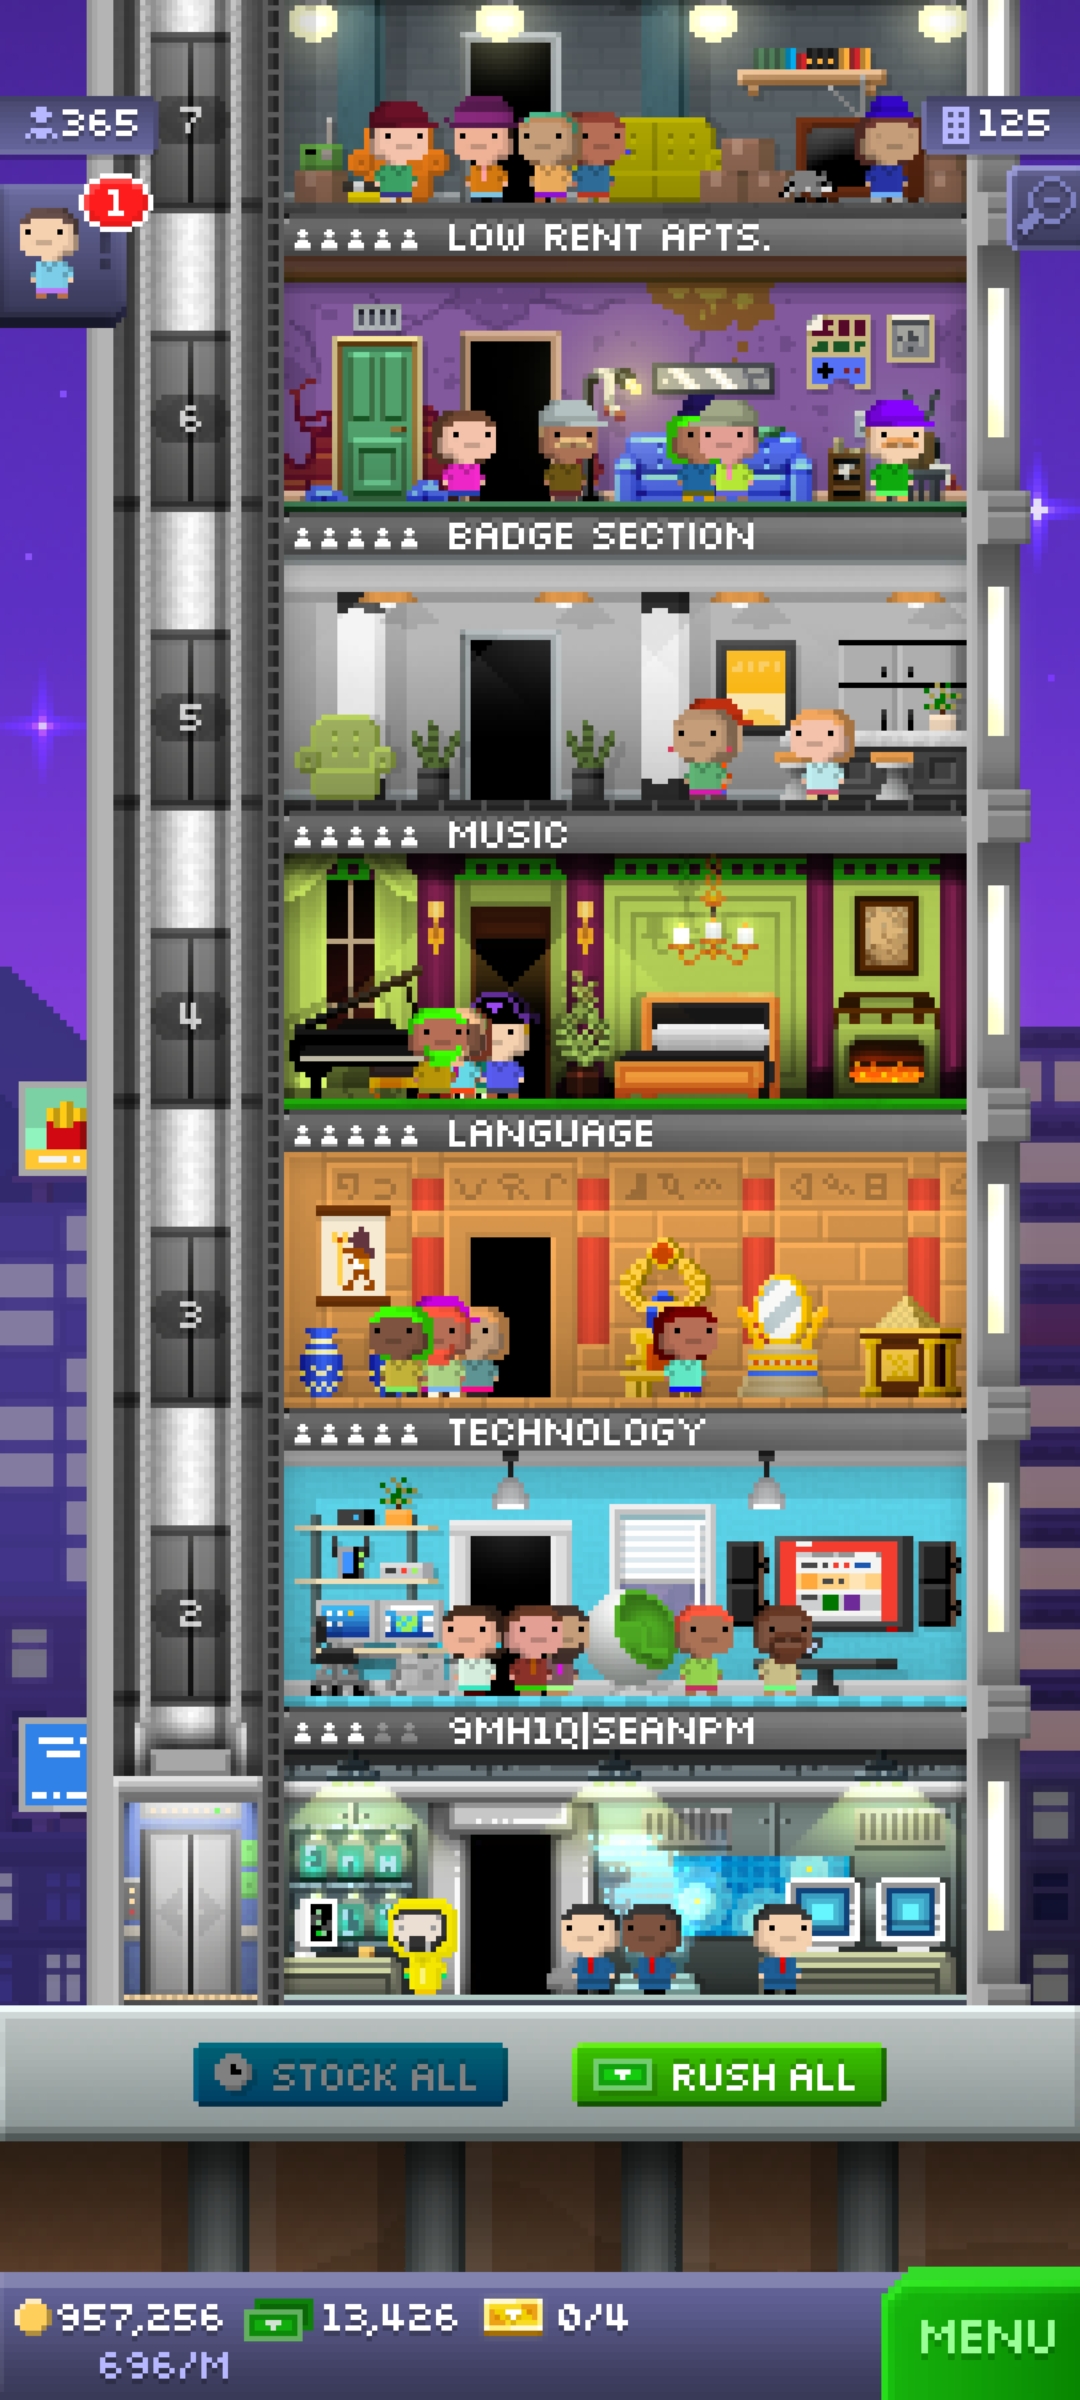 7
365
125
1
LOW RENT APTS.
6
BADGE SECTION
5
MUSIC
4
LANGUAGE
3
TECHNOLOGY
2
9MH1Q|SEANPM
STOCK ALL
RUSH ALL
957,256
13,426
0/4
MENU
696/M